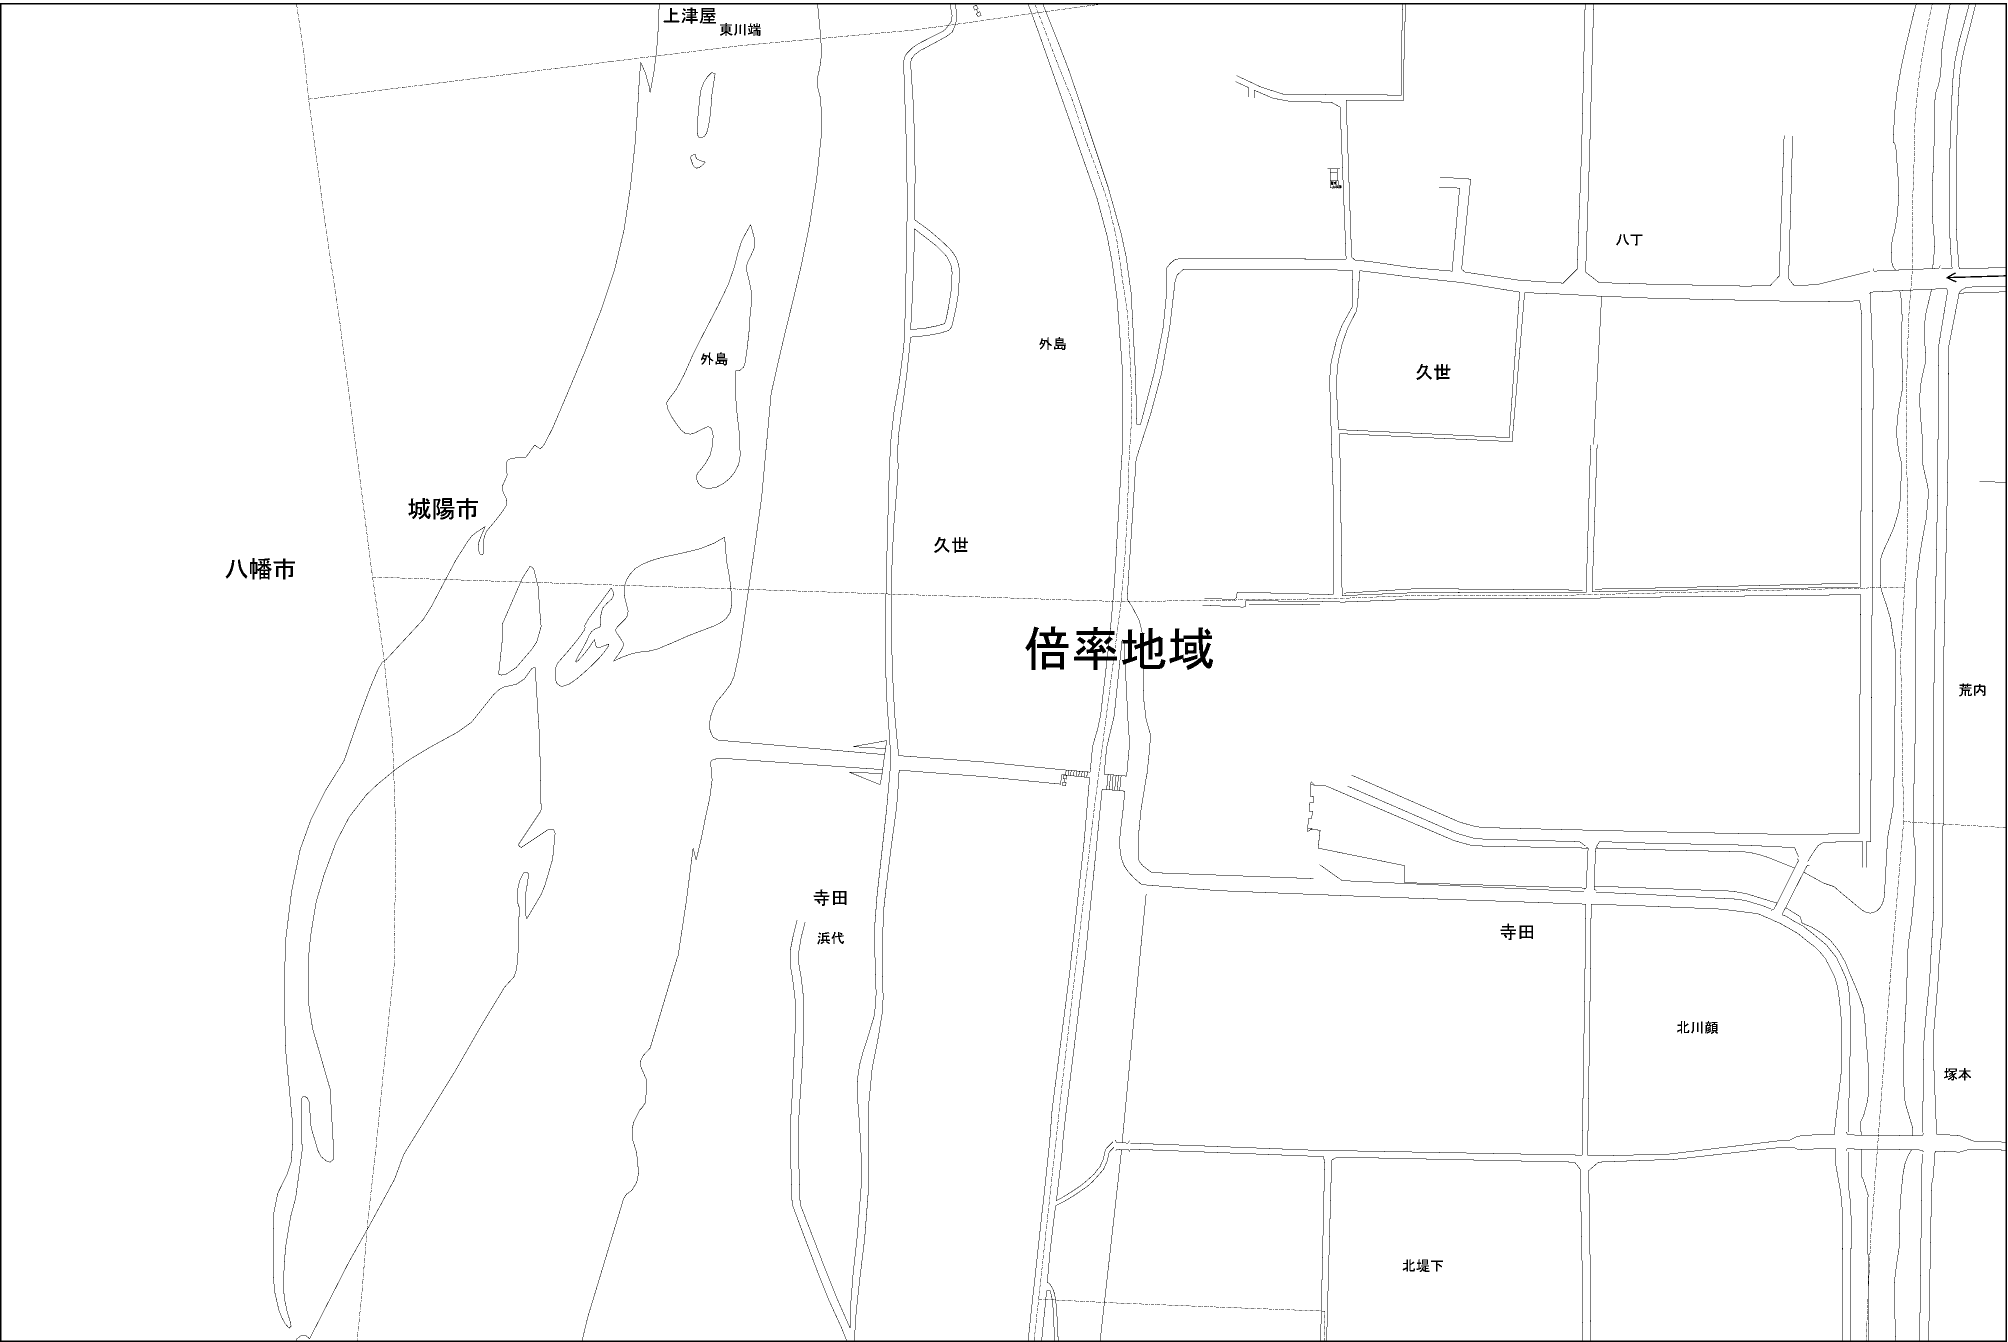 上津屋
東川端
八丁
外島
外島
久世
城陽市
久世
八幡市
倍率地域
荒内
寺田
浜代
寺田
北川顔
塚本
北堤下